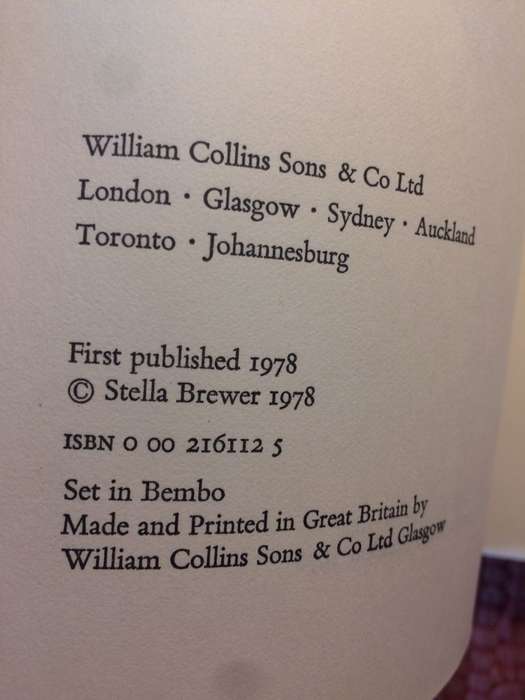 William Collins Sons & Co Ltd
London · Glasgow · Sydney · Auckland
Toronto · Johannesburg
First published 1978
© Stella Brewer 1978
ISBN 0 00 216112 5
Set in Bembo
Made and Printed in Great Britain by
William Collins Sons & Co Ltd Glasgow